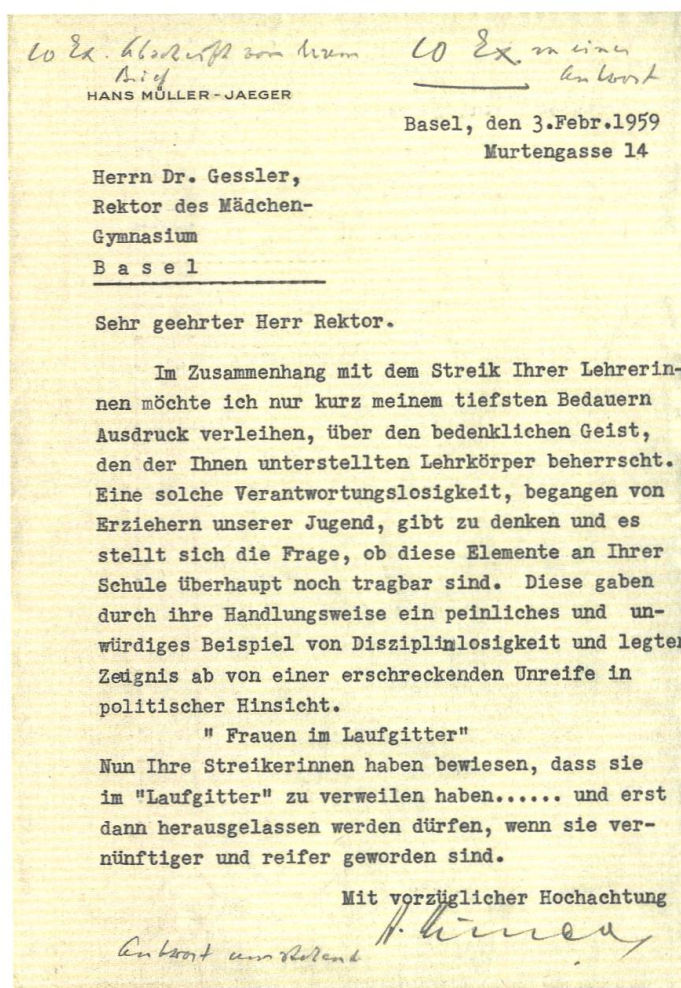 10 Ex. Abschrift von
10 Ex. meiner
Brief
Antwort
HANS MÜLLER-JAEGER
Basel, den 3.Febr.1959
Murtengasse 14
Herrn Dr. Gessler,
Rektor des Mädchen-
Gymnasium
B a s e l
Sehr geehrter Herr Rektor.
Im Zusammenhang mit dem Streik Ihrer Lehrerin-
nen möchte ich nur kurz meinem tiefsten Bedauern
Ausdruck verleihen, über den bedenklichen Geist,
den der Ihnen unterstellten Lehrkörper beherrscht.
Eine solche Verantwortungslosigkeit, begangen von
Erziehern unserer Jugend, gibt zu denken und es
stellt sich die Frage, ob diese Elemente an Ihrer
Schule überhaupt noch tragbar sind. Diese gaben
durch ihre Handlungsweise ein peinliches und un-
würdiges Beispiel von Disziplinlosigkeit und legten
Zeugnis ab von einer erschreckenden Unreife in
politischer Hinsicht.
" Frauen im Laufgitter"
Nun Ihre Streikerinnen haben bewiesen, dass sie
im "Laufgitter" zu verweilen haben...... und erst
dann herausgelassen werden dürfen, wenn sie ver-
nünftiger und reifer geworden sind.
Mit vorzüglicher Hochachtung
Antwort umstehend